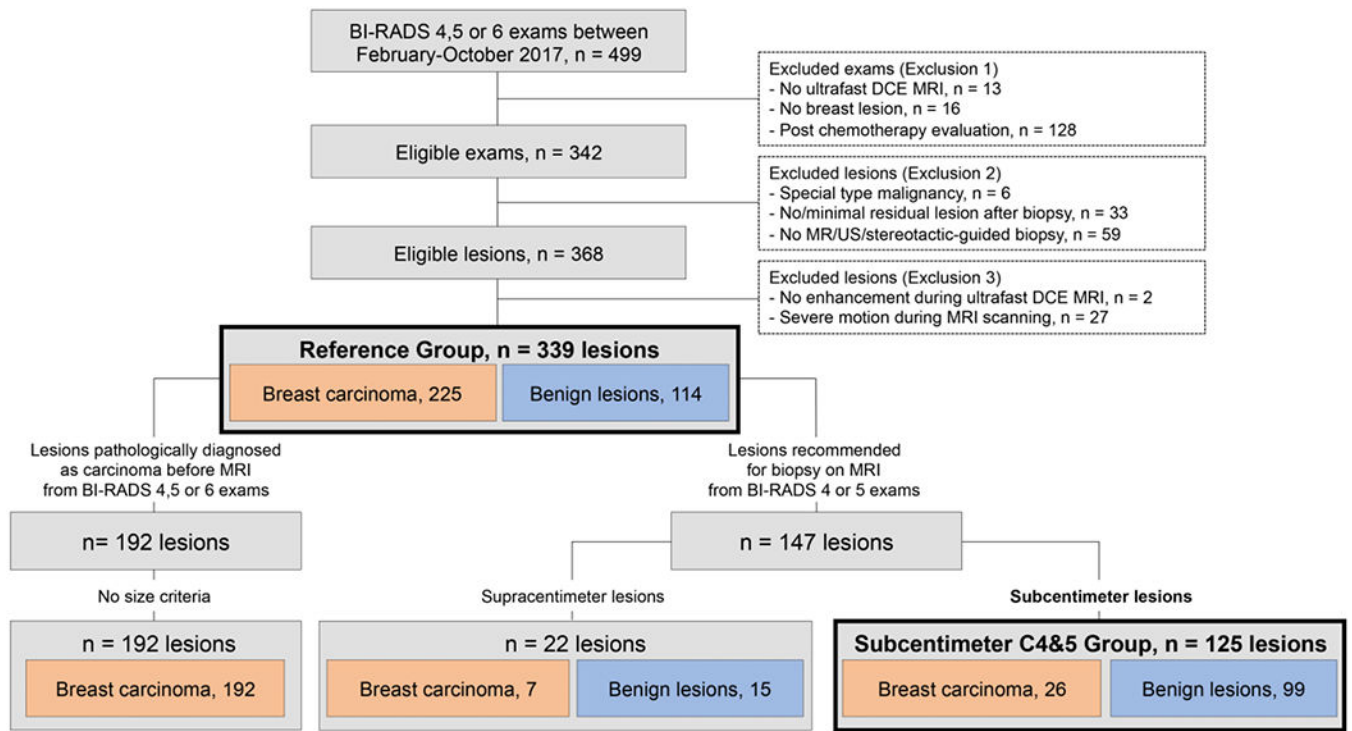 BI-RADS 4,5 or 6 exams between
February-October 2017, n = 499
Excluded exams (Exclusion 1)
- No ultrafast DCE MRI, n = 13
- No breast lesion, n = 16
- Post chemotherapy evaluation, n = 128
Eligible exams, n = 342
Excluded lesions (Exclusion 2)
- Special type malignancy, n = 6
- No/minimal residual lesion after biopsy, n = 33
- No MR/US/stereotactic-guided biopsy, n = 59
Eligible lesions, n = 368
Excluded lesions (Exclusion 3)
- No enhancement during ultrafast DCE MRI, n = 2
- Severe motion during MRI scanning, n = 27
Reference Group, n = 339 lesions
Breast carcinoma, 225
Benign lesions, 114
Lesions pathologically diagnosed
as carcinoma before MRI
from BI-RADS 4,5 or 6 exams
Lesions recommended
for biopsy on MRI
from BI-RADS 4 or 5 exams
n= 192 lesions
n = 147 lesions
No size criteria
Supracentimeter lesions
Subcentimeter lesions
n = 192 lesions
Breast carcinoma, 192
n = 22 lesions
Breast carcinoma, 7
Benign lesions, 15
Subcentimeter C4&5 Group, n = 125 lesions
Breast carcinoma, 26
Benign lesions, 99